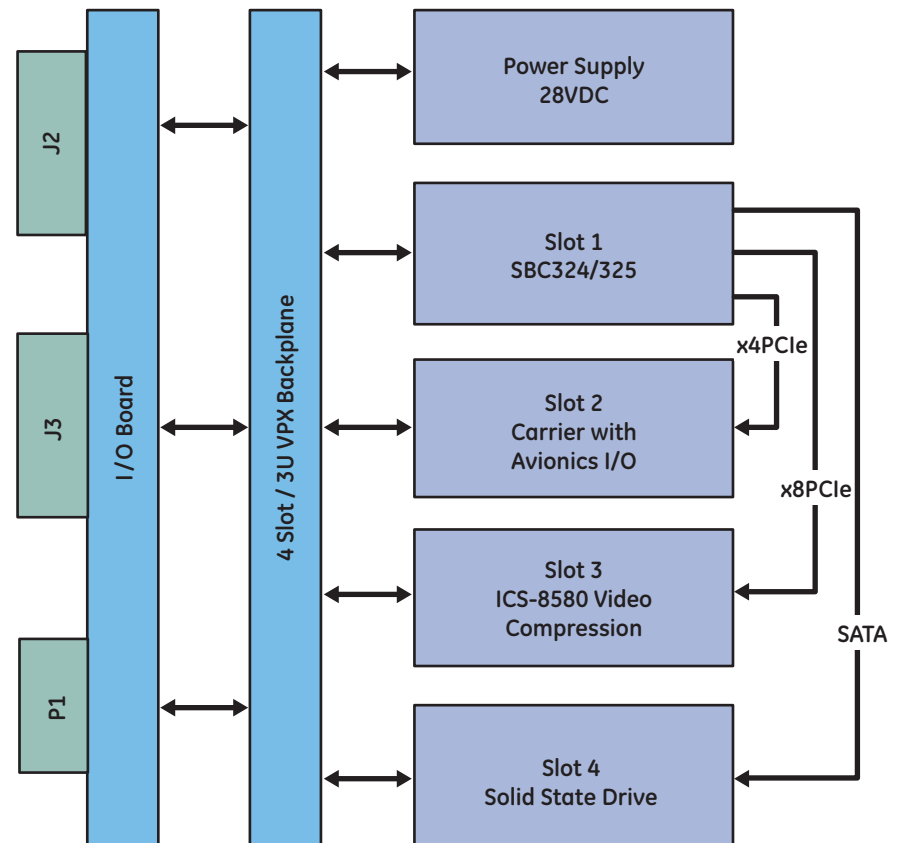 J2
J3
P1
I/O Board
4 Slot / 3U VPX Backplane
Power Supply
28VDC
Slot 1
SBC324/325
x4PCIe
Slot 2
Carrier with
Avionics I/O
x8PCIe
Slot 3
ICS-8580 Video
Compression
SATA
Slot 4
Solid State Drive